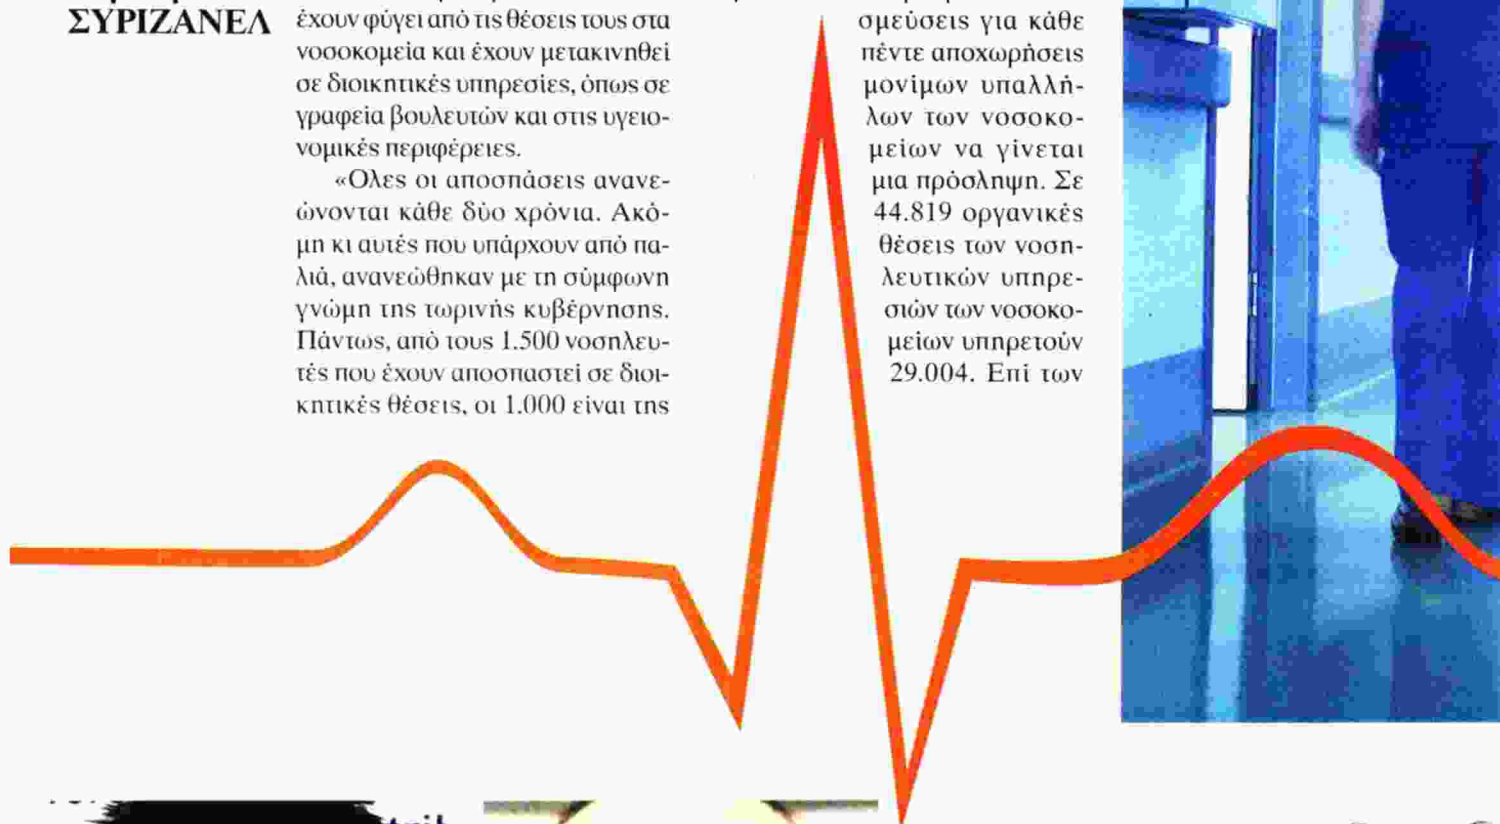 ΣΥΡΙΖΑΝΕΛ
έχουν φύγει από τις θέσεις τους στα
νοσοκομεία και έχουν μετακινηθεί
σε διοικητικές υπηρεσίες, όπως σε
γραφεία βουλευτών και στις υγειο-
νομικές περιφέρειες.
«Ολες οι αποσπάσεις ανανε-
ώνονται κάθε δύο χρόνια. Ακό-
μη κι αυτές που υπάρχουν από πα-
λιά, ανανεώθηκαν με τη σύμφωνη
γνώμη της τωρινής κυβέρνησης.
Πάντως, από τους 1.500 νοσηλευ-
τές που έχουν αποσπαστεί σε διοι-
κητικές θέσεις, οι 1.000 είναι της
σμεύσεις για κάθε
πέντε αποχωρήσεις
μονίμων υπαλλή-
λων των νοσοκο-
μείων να γίνεται
μια πρόσληψη. Σε
44.819 οργανικές
θέσεις των νοση-
λευτικών υπηρε-
σιών των νοσοκο-
μείων υπηρετούν
29.004. Επί των